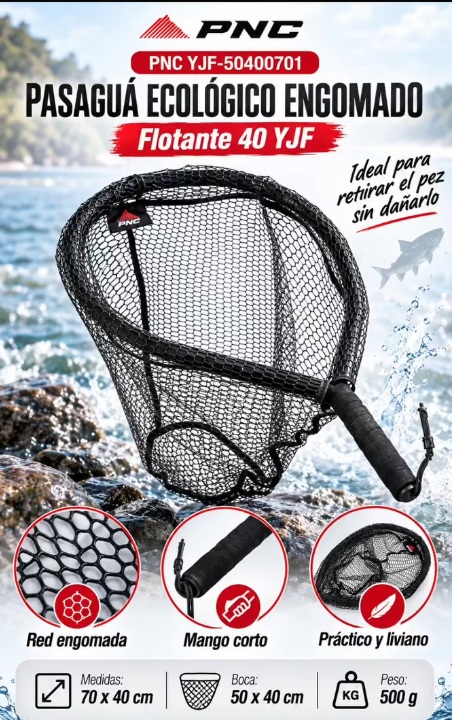 PNC
PNC YJF-50400701
PASAGUÁ ECOLÓGICO ENGOMADO
Flotante 40 YJF
Ideal para
retirar el pez
sin dañarlo
PNC
Red engomada
Mango corto
Práctico y liviano
Medidas:
70 x 40 cm
Boca:
50 x 40 cm
KG
Peso:
500 g